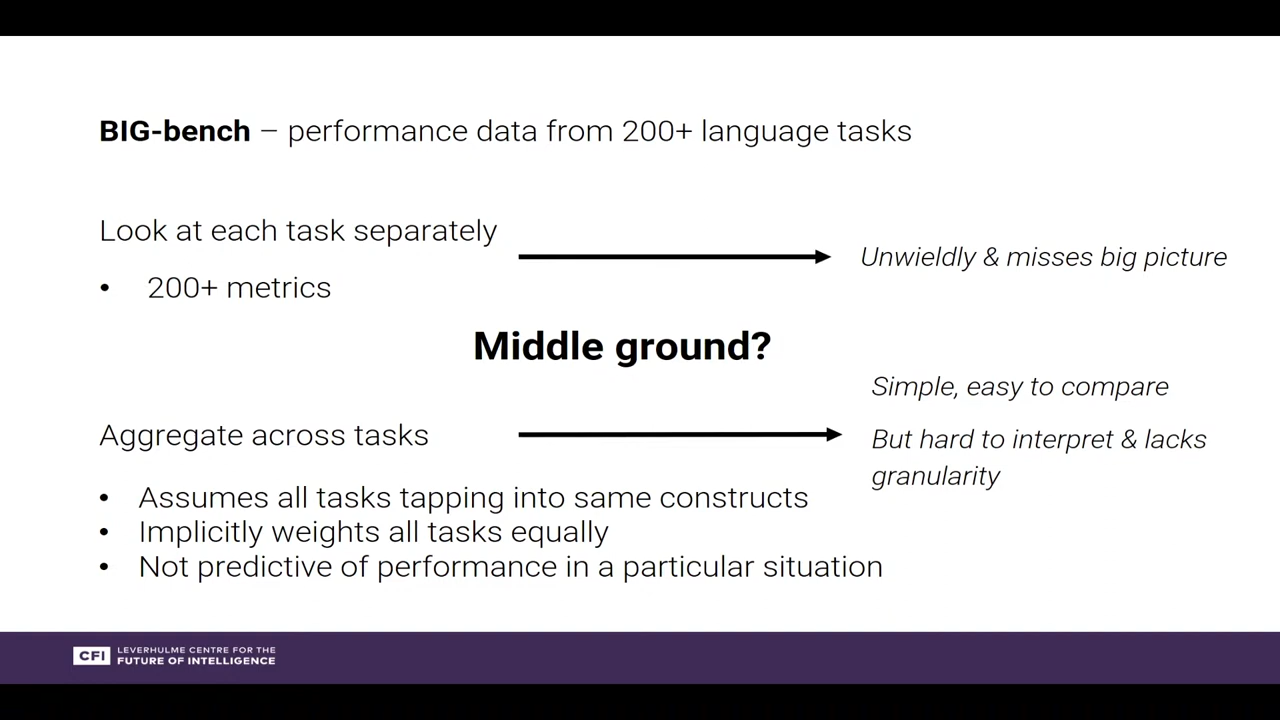 BIG-bench – performance data from 200+ language tasks
Look at each task separately
• 200+ metrics
Unwieldly & misses big picture
Middle ground?
Simple, easy to compare
Aggregate across tasks
But hard to interpret & lacks
granularity
• Assumes all tasks tapping into same constructs
• Implicitly weights all tasks equally
• Not predictive of performance in a particular situation
CFI
LEVERHULME CENTRE FOR THE
FUTURE OF INTELLIGENCE